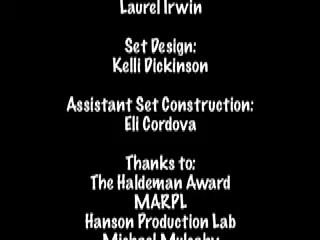 Laurel Irwin
Set Design:
Kelli Dickinson
Assistant Set Construction:
Eli Cordova
Thanks to:
The Haldeman Award
MARPL
Hanson Production Lab
Michael